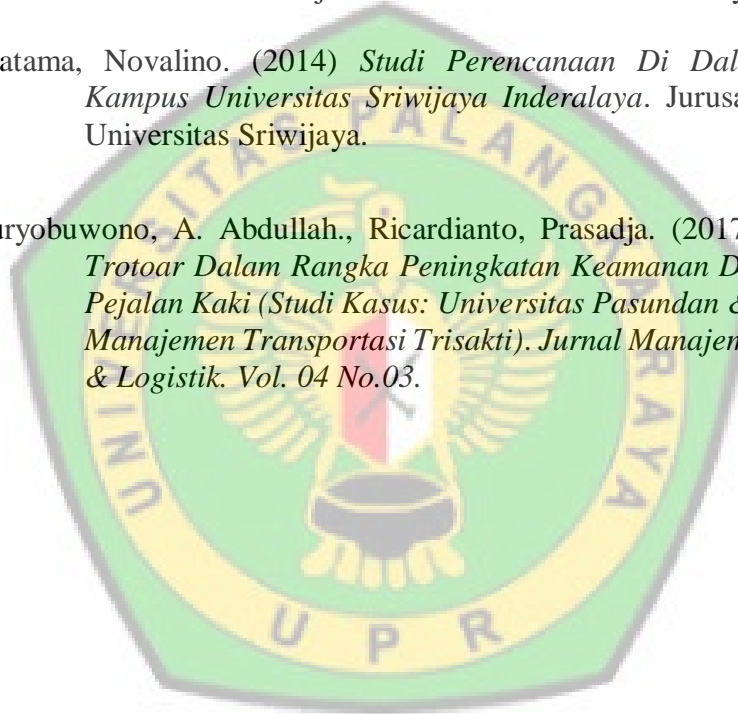 atama, Novalino. (2014) Studi Perencanaan Di Dal
Kampus Universitas Sriwijaya Inderalaya. Jurusa
Universitas Sriwijaya.
uryobuwono, A. Abdullah., Ricardianto, Prasadja. (2017
Trotoar Dalam Rangka Peningkatan Keamanan D
Pejalan Kaki (Studi Kasus: Universitas Pasundan &
Manajemen Transportasi Trisakti). Jurnal Manajem
& Logistik. Vol. 04 No.03.
UNIVERSITAS PALANGKARAYA
UPR